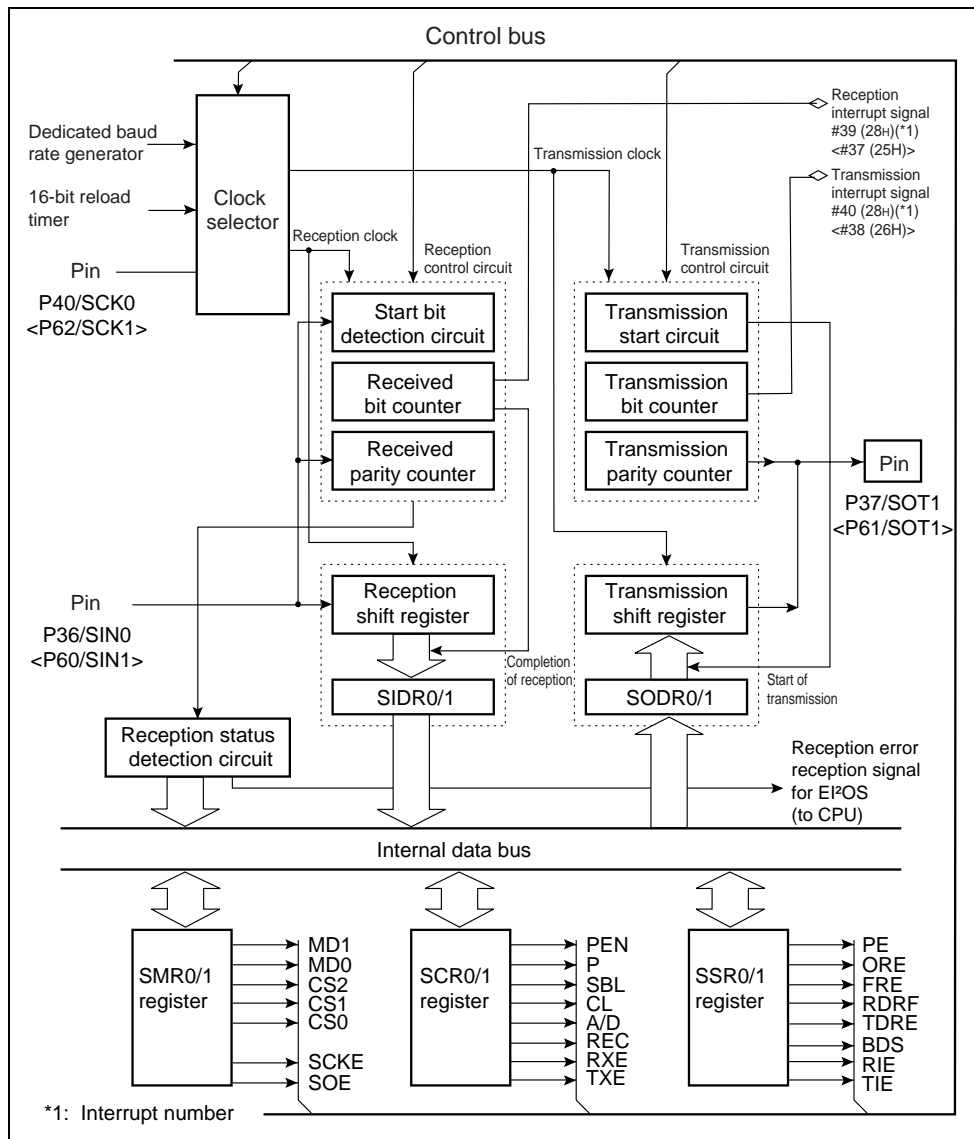 Control bus
Dedicated baud
rate generator
16-bit reload
timer
Pin
P40/SCK0
<P62/SCK1>
Clock
selector
Reception clock
Transmission clock
Reception
control circuit
Transmission
control circuit
Reception
interrupt signal
#39 (28H)(*1)
<#37 (25H)>
Transmission
interrupt signal
#40 (28H)(*1)
<#38 (26H)>
Start bit
detection circuit
Received
bit counter
Received
parity counter
Transmission
start circuit
Transmission
bit counter
Transmission
parity counter
Pin
P37/SOT1
<P61/SOT1>
Pin
P36/SIN0
<P60/SIN1>
Reception
shift register
Completion
of reception
SIDR0/1
Transmission
shift register
Start of
transmission
SODR0/1
Reception status
detection circuit
Reception error
reception signal
for EI²OS
(to CPU)
Internal data bus
SMR0/1
register
MD1
MD0
CS2
CS1
CS0
SCKE
SOE
SCR0/1
register
PEN
P
SBL
CL
A/D
REC
RXE
TXE
SSR0/1
register
PE
ORE
FRE
RDRF
TDRE
BDS
RIE
TIE
*1: Interrupt number